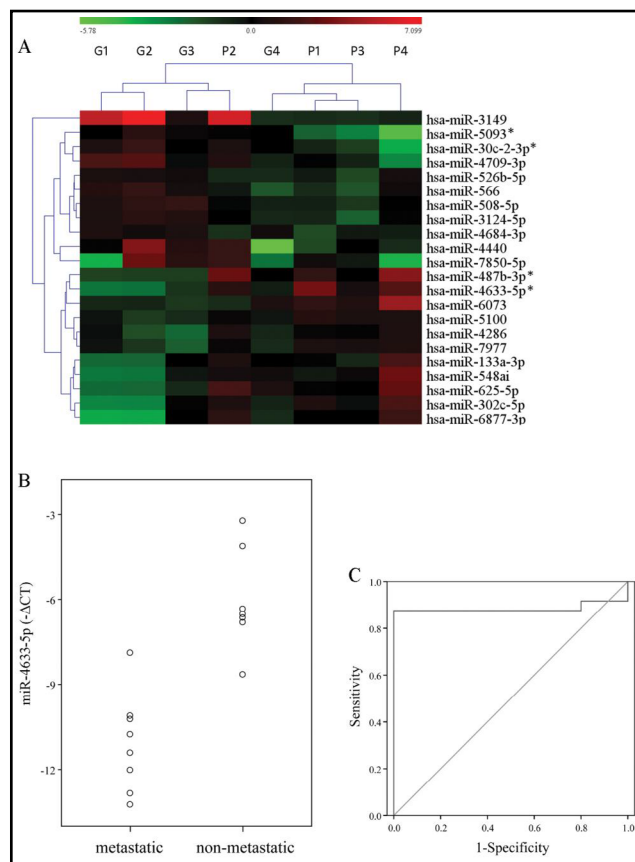 -5.78 0.0 7.099
A
G1 G2 G3 P2 G4 P1 P3 P4
hsa-miR-3149
hsa-miR-5093*
hsa-miR-30c-2-3p*
hsa-miR-4709-3p
hsa-miR-526b-5p
hsa-miR-566
hsa-miR-508-5p
hsa-miR-3124-5p
hsa-miR-4684-3p
hsa-miR-4440
hsa-miR-7850-5p
hsa-miR-487b-3p*
hsa-miR-4633-5p*
hsa-miR-6073
hsa-miR-5100
hsa-miR-4286
hsa-miR-7977
hsa-miR-133a-3p
hsa-miR-548ai
hsa-miR-625-5p
hsa-miR-302c-5p
hsa-miR-6877-3p
B
miR-4633-5p (-ΔCT)
-3
-6
-9
-12
metastatic non-metastatic
C
Sensitivity
1.0
0.8
0.6
0.4
0.2
0.0
0.0 0.2 0.4 0.6 0.8 1.0
1-Specificity